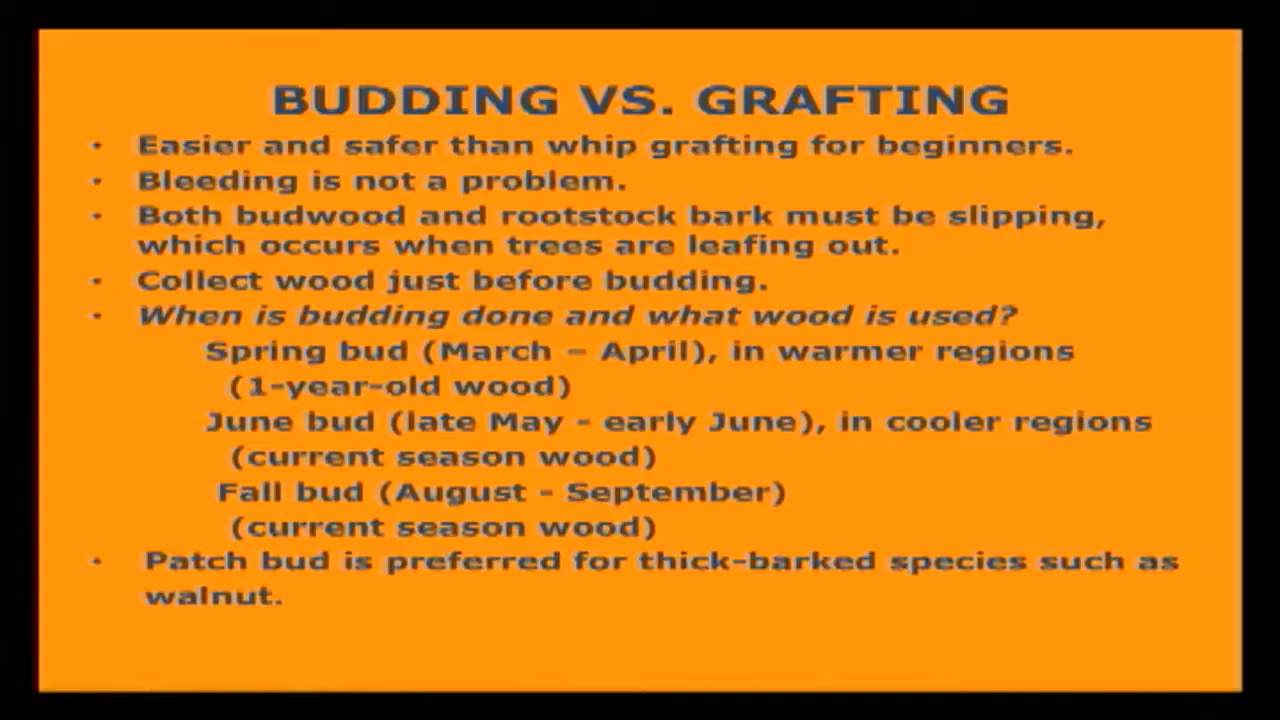 BUDDING VS. GRAFTING
• Easier and safer than whip grafting for beginners.
• Bleeding is not a problem.
• Both budwood and rootstock bark must be slipping,
which occurs when trees are leafing out.
• Collect wood just before budding.
• When is budding done and what wood is used?
Spring bud (March – April), in warmer regions
(1-year-old wood)
June bud (late May - early June), in cooler regions
(current season wood)
Fall bud (August - September)
(current season wood)
• Patch bud is preferred for thick-barked species such as
walnut.